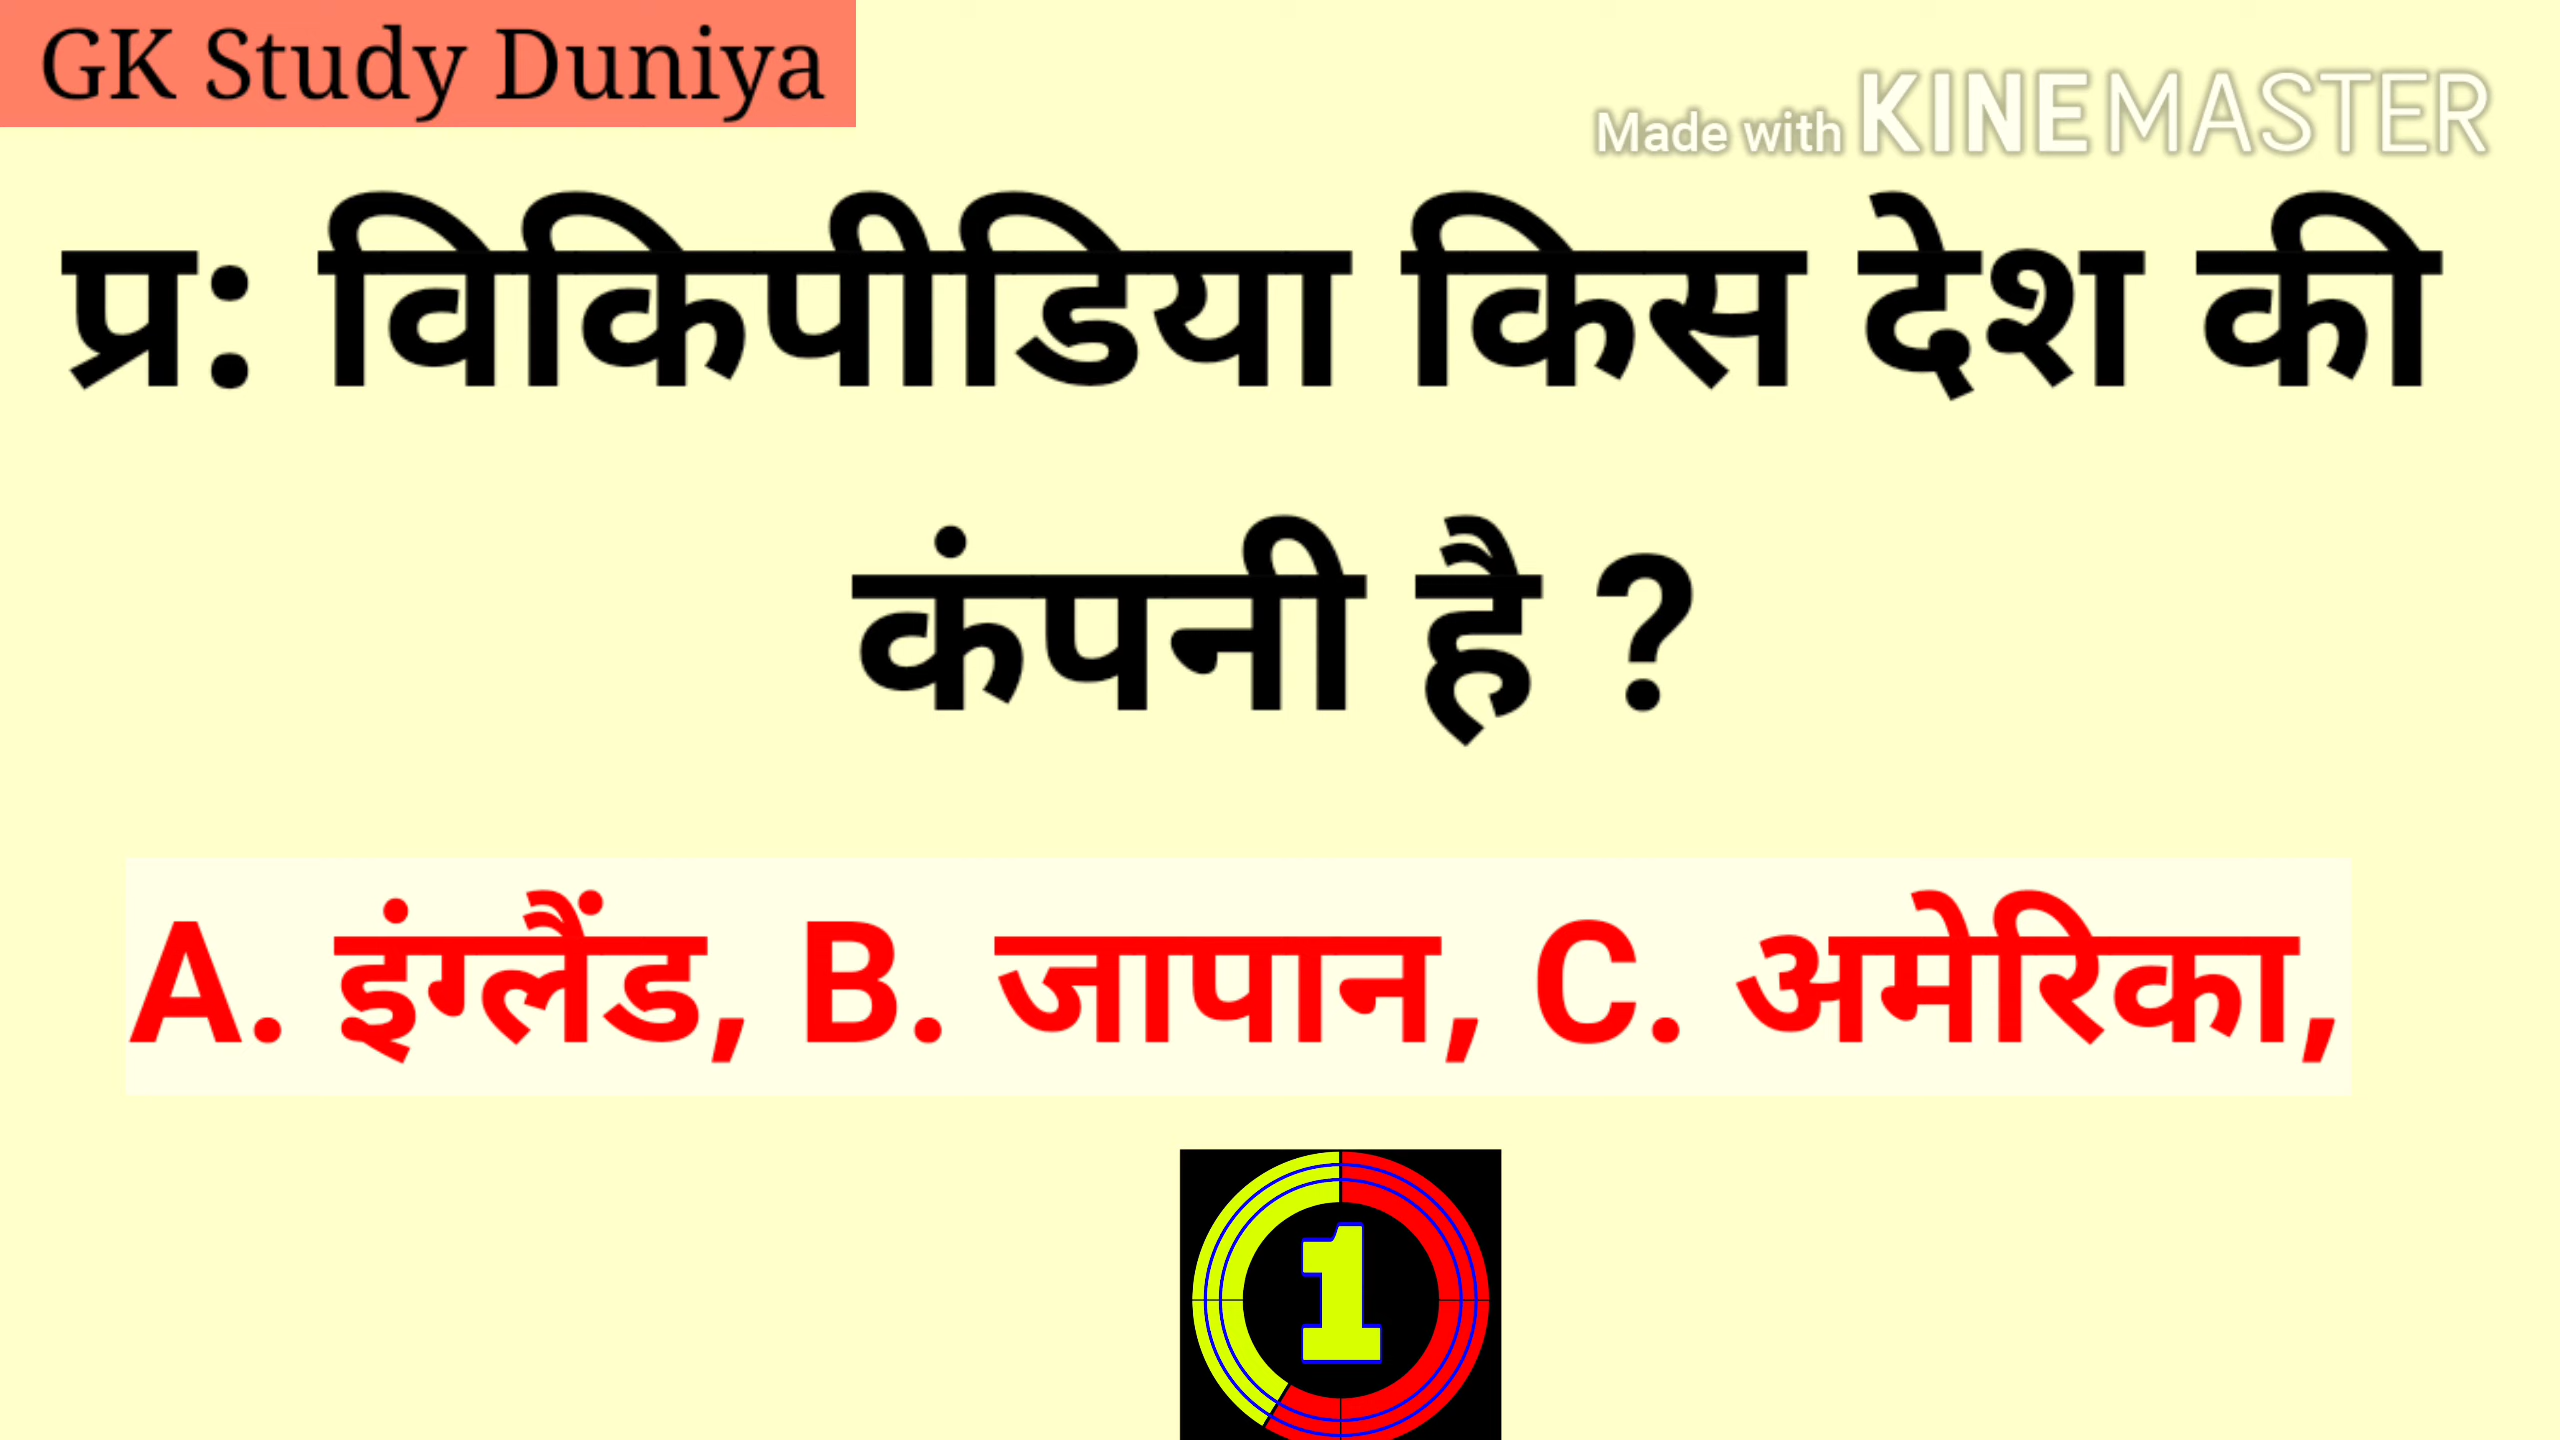 GK Study Duniya
Made with KINEMASTER
प्र: विकिपीडिया किस देश की
कंपनी है ?
A. इंग्लैंड, B. जापान, C. अमेरिका,
1